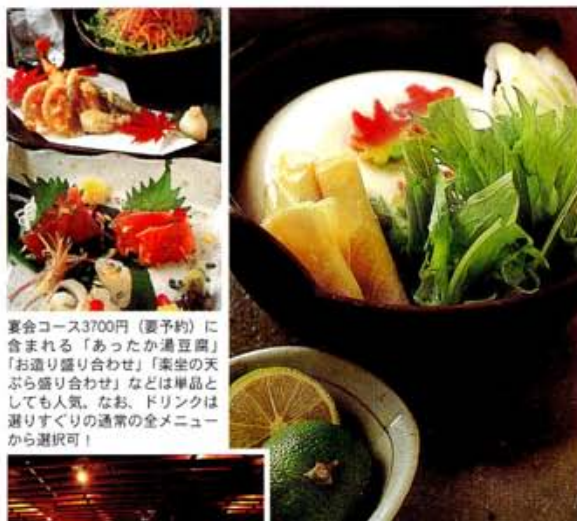 宴会コース3700円（要予約）に
含まれる「あったか湯豆腐」
「お造り盛り合わせ」「楽坐の天
ぷら盛り合わせ」などは単品と
しても人気。なお、ドリンクは
選りすぐりの通常の全メニュー
から選択可！